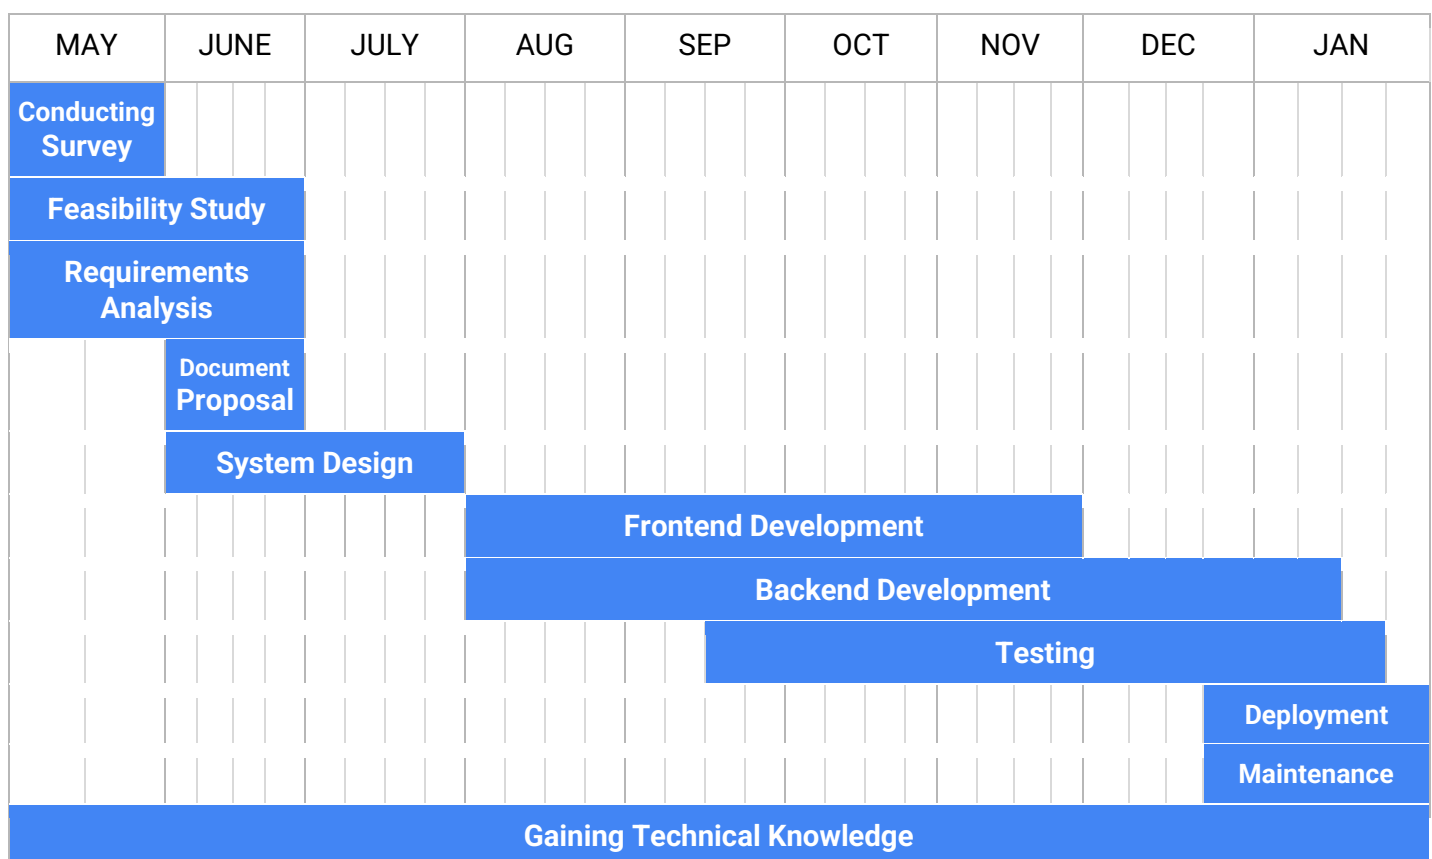 MAY JUNE JULY AUG SEP OCT NOV DEC JAN
Conducting
Survey
Feasibility Study
Requirements
Analysis
Document
Proposal
System Design
Frontend Development
Backend Development
Testing
Deployment
Maintenance
Gaining Technical Knowledge